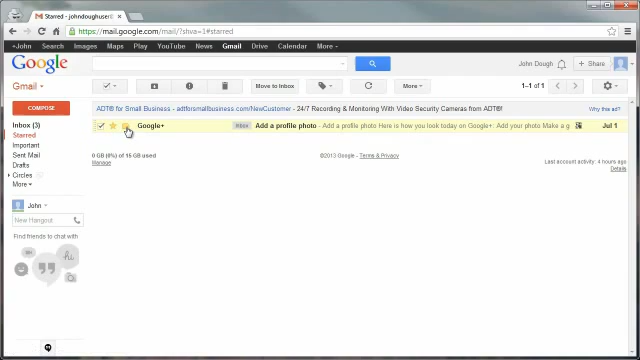 Starred - johndoughuser@
https://mail.google.com/mail/?shva=1#starred
+John Search Images Maps Play YouTube News Gmail Drive Calendar More
Google
John Dough + Share
Gmail
Move to Inbox More 1–1 of 1
COMPOSE
ADT® for Small Business - adtforsmallbusiness.com/NewCustomer - 24/7 Recording & Monitoring With Video Security Cameras from ADT® Why this ad?
Inbox (3)
Google+ Inbox Add a profile photo - Add a profile photo Here is how you look today on Google+: Add your photo Make a g Jul 1
Starred
Important
Sent Mail
Drafts
Circles
More
0 GB (0%) of 15 GB used
Manage
©2013 Google - Terms & Privacy
Last account activity: 4 hours ago
Details
John
New Hangout
Find friends to chat with